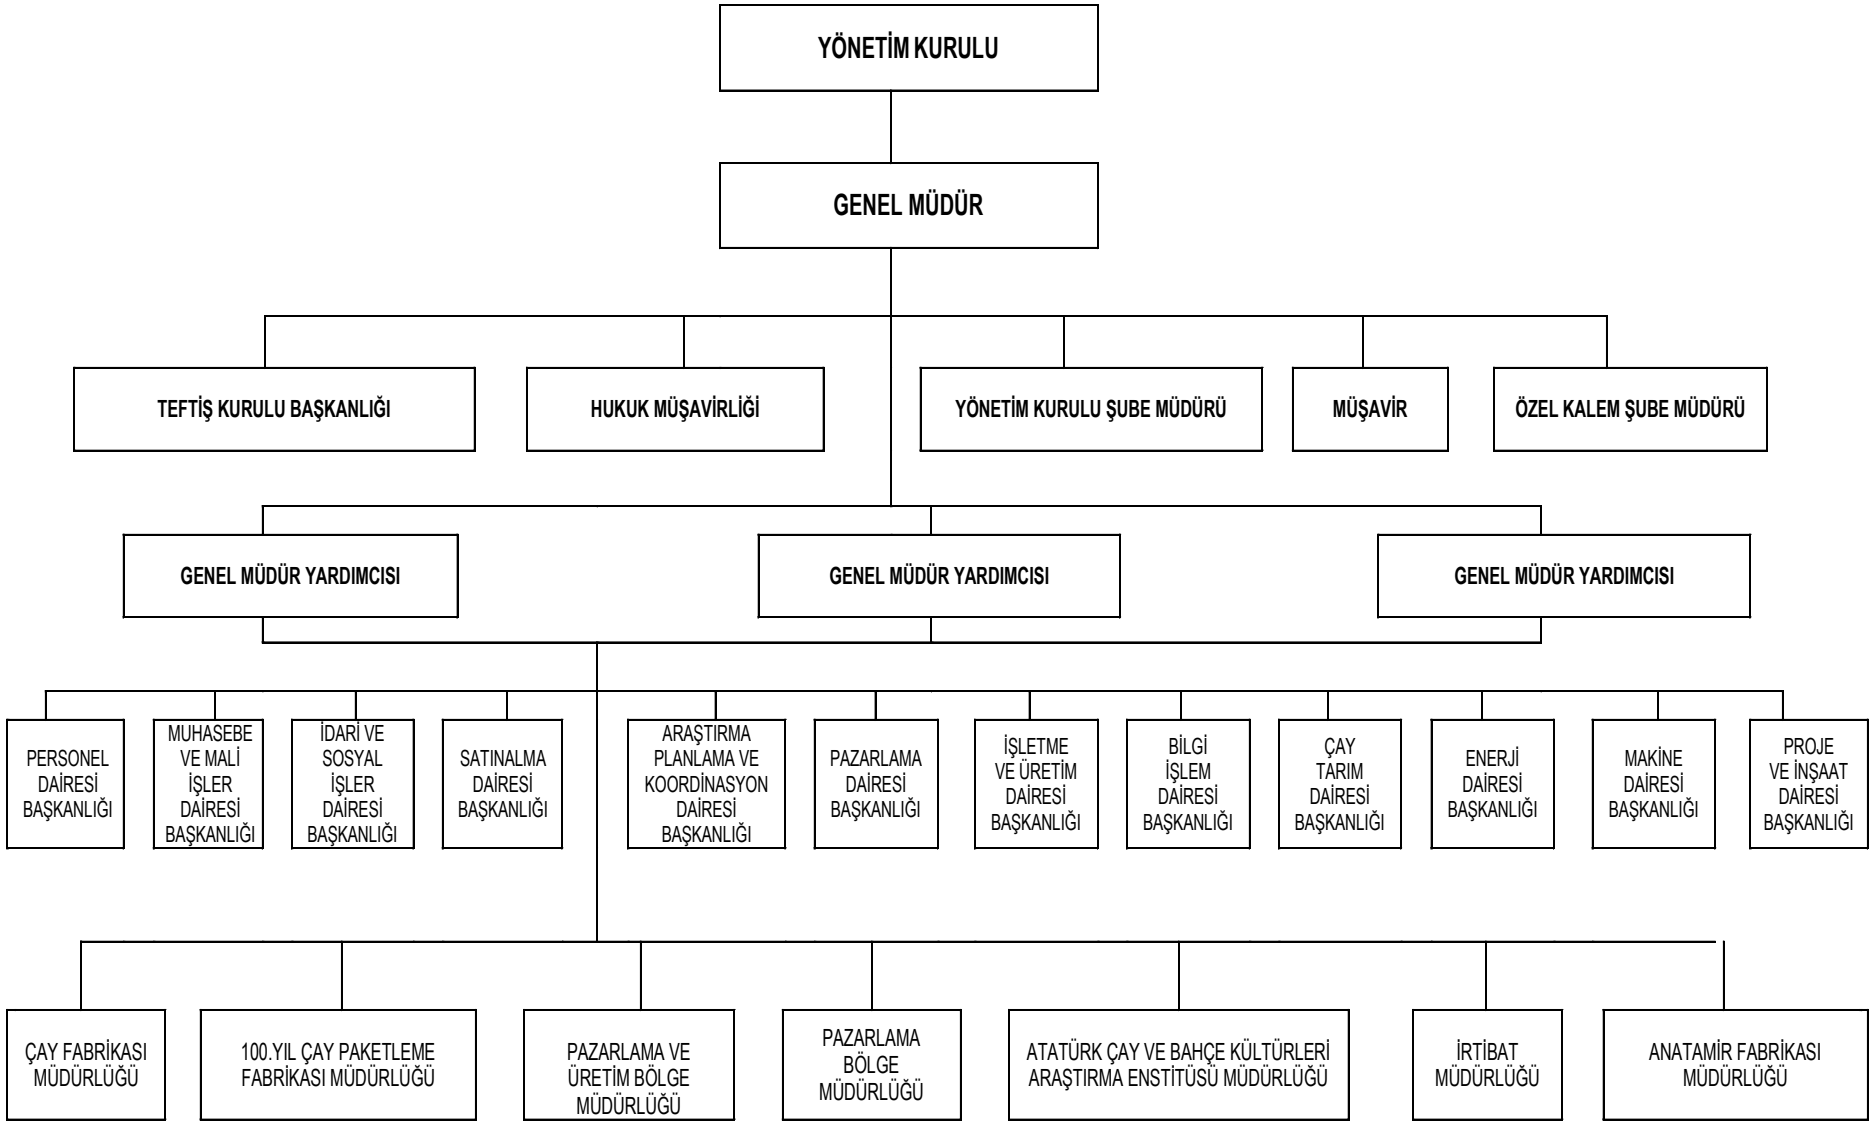 YÖNETİM KURULU
GENEL MÜDÜR
TEFTİŞ KURULU BAŞKANLIĞI
HUKUK MÜŞAVİRLİĞİ
YÖNETİM KURULU ŞUBE MÜDÜRÜ
MÜŞAVİR
ÖZEL KALEM ŞUBE MÜDÜRÜ
GENEL MÜDÜR YARDIMCISI
GENEL MÜDÜR YARDIMCISI
GENEL MÜDÜR YARDIMCISI
PERSONEL
DAİRESİ
BAŞKANLIĞI
MUHASEBE
VE MALİ
İŞLER
DAİRESİ
BAŞKANLIĞI
İDARİ VE
SOSYAL
İŞLER
DAİRESİ
BAŞKANLIĞI
SATINALMA
DAİRESİ
BAŞKANLIĞI
ARAŞTIRMA
PLANLAMA VE
KOORDİNASYON
DAİRESİ
BAŞKANLIĞI
PAZARLAMA
DAİRESİ
BAŞKANLIĞI
İŞLETME
VE ÜRETİM
DAİRESİ
BAŞKANLIĞI
BİLGİ
İŞLEM
DAİRESİ
BAŞKANLIĞI
ÇAY
TARIM
DAİRESİ
BAŞKANLIĞI
ENERJİ
DAİRESİ
BAŞKANLIĞI
MAKİNE
DAİRESİ
BAŞKANLIĞI
PROJE
VE İNŞAAT
DAİRESİ
BAŞKANLIĞI
ÇAY FABRİKASI
MÜDÜRLÜĞÜ
100.YIL ÇAY PAKETLEME
FABRİKASI MÜDÜRLÜĞÜ
PAZARLAMA VE
ÜRETİM BÖLGE
MÜDÜRLÜĞÜ
PAZARLAMA
BÖLGE
MÜDÜRLÜĞÜ
ATATÜRK ÇAY VE BAHÇE KÜLTÜRLERİ
ARAŞTIRMA ENSTİTÜSÜ MÜDÜRLÜĞÜ
İRTİBAT
MÜDÜRLÜĞÜ
ANATAMİR FABRİKASI
MÜDÜRLÜĞÜ